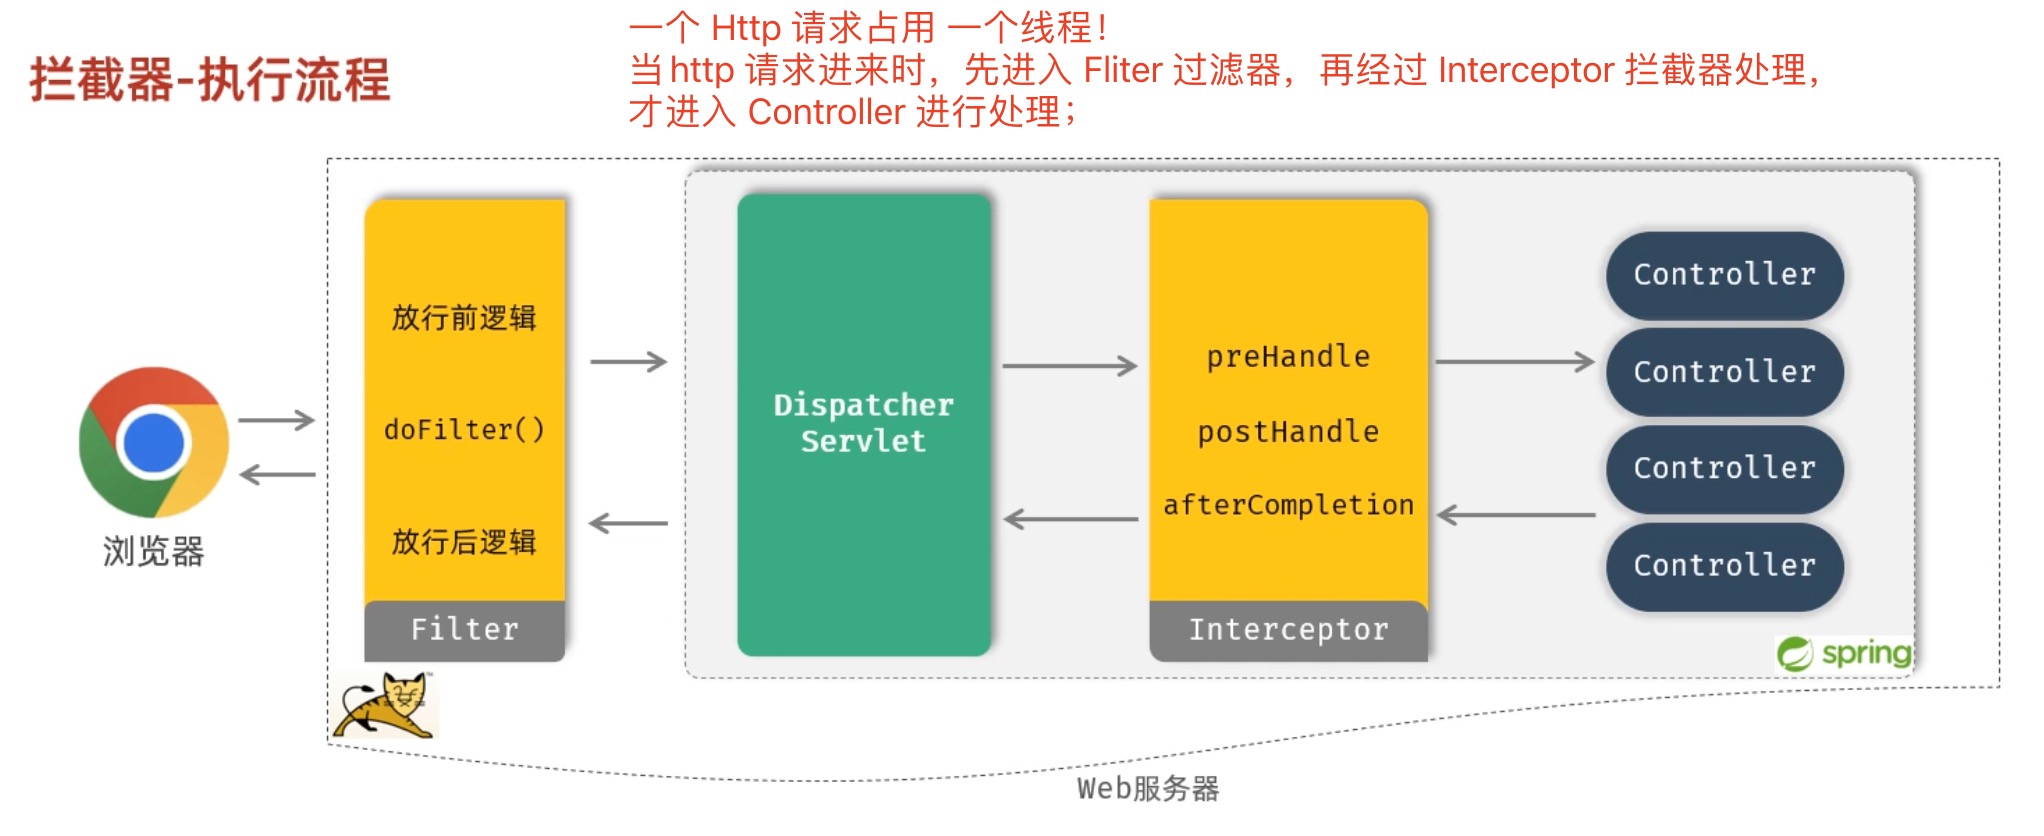 一个 Http 请求占用 一个线程！
当http 请求进来时，先进入 Fliter 过滤器，再经过 Interceptor 拦截器处理，
才进入 Controller 进行处理；
拦截器-执行流程
放行前逻辑
doFilter()
放行后逻辑
Filter
Dispatcher
Servlet
preHandle
postHandle
afterCompletion
Interceptor
Controller
Controller
Controller
Controller
浏览器
spring
Web服务器